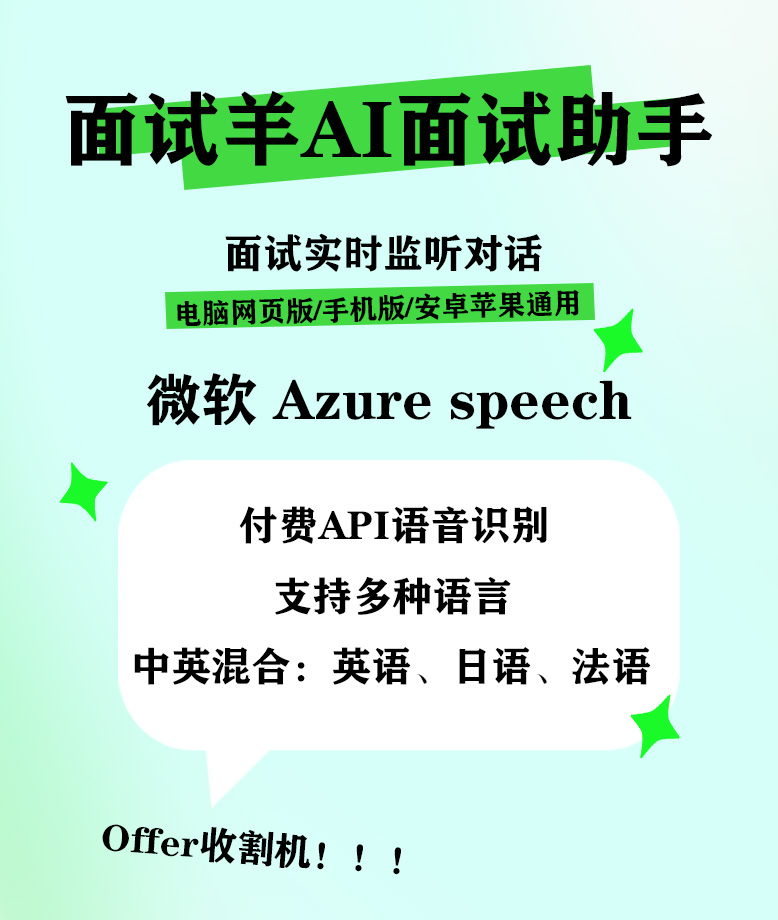 面试羊AI面试助手
面试实时监听对话
电脑网页版/手机版/安卓苹果通用
微软 Azure speech
付费API语音识别
支持多种语言
中英混合：英语、日语、法语
Offer收割机！！！